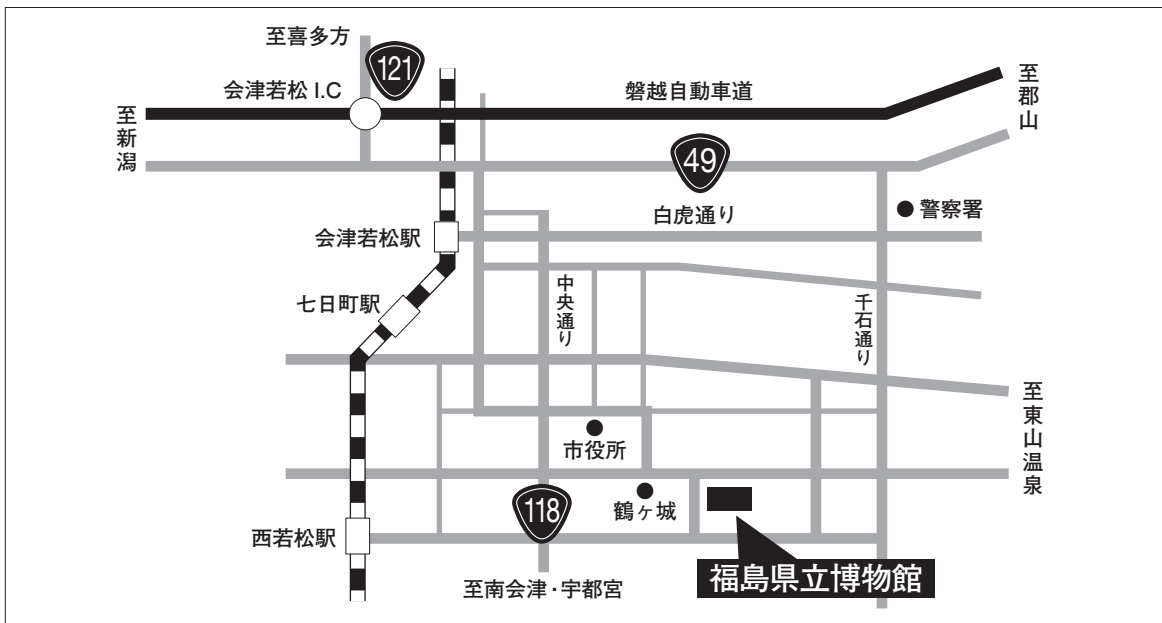 至喜多方
121
会津若松 I.C
磐越自動車道
至郡山
至新潟
49
白虎通り
警察署
会津若松駅
七日町駅
中央通り
千石通り
至東山温泉
市役所
118
鶴ヶ城
西若松駅
福島県立博物館
至南会津・宇都宮